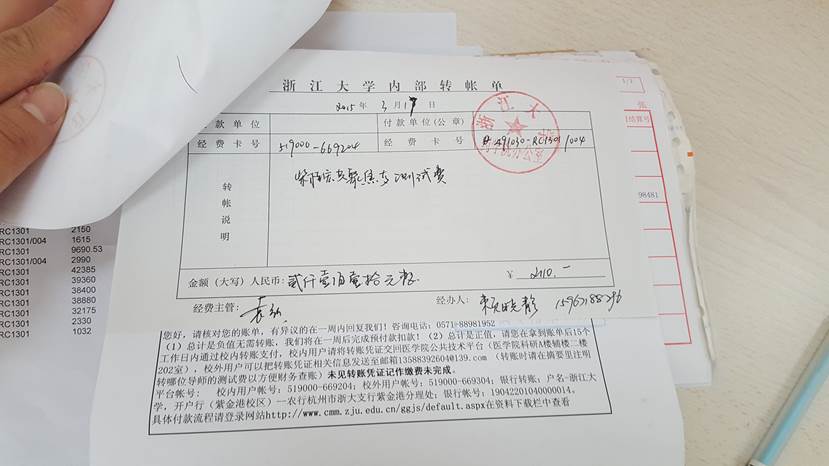 浙江大学内部转帐单
2015 年 3 月 17 日
款单位
付款单位(公章)
经费卡号
519000-669204
经费卡号
491030-RC1301/004
浙江大
转帐说明
测试费
金额(大写)人民币:贰仟壹佰壹拾元整
¥ 2110.—
经费主管:
经办人:
您好,请核对您的账单,有异议的在一周内回复我们!咨询电话:0571-88981952
(1)总计是负值无需转账,我们将在一周后完成预付款扣款!(2)总计是正值,请您在拿到账单后15个
工作日内通过校内转账支付,校内用户请将转账凭证交回医学院公共技术平台(医学院科研A楼辅楼二楼
202室),校外用户可以把转账凭证相关信息发送至邮箱13588392604@139.com (转账时请在摘要里注明
转哪位导师的测试费以方便财务查账)未见转账凭证记作缴费未完成。
平台帐号: 校内用户帐号:519000-669204;校外用户帐号:519000-669304;银行转账:户名-浙江大
学,开户行(紫金港校区)—农行杭州市浙大支行紫金港分理处;银行帐号:19042201040000014。
具体付款流程请登录网站http://www.cmm.zju.edu.cn/ggjs/default.aspx在资料下载栏中查看
RC1301 2150
RC1301/004 1615
RC1301 9690.53
RC1301/004 2990
RC1301 42385
RC1301 39360
RC1301 38400
RC1301 38880
RC1301 32175
RC1301 2330
RC1301 1032
1/1
张
结算号
98481